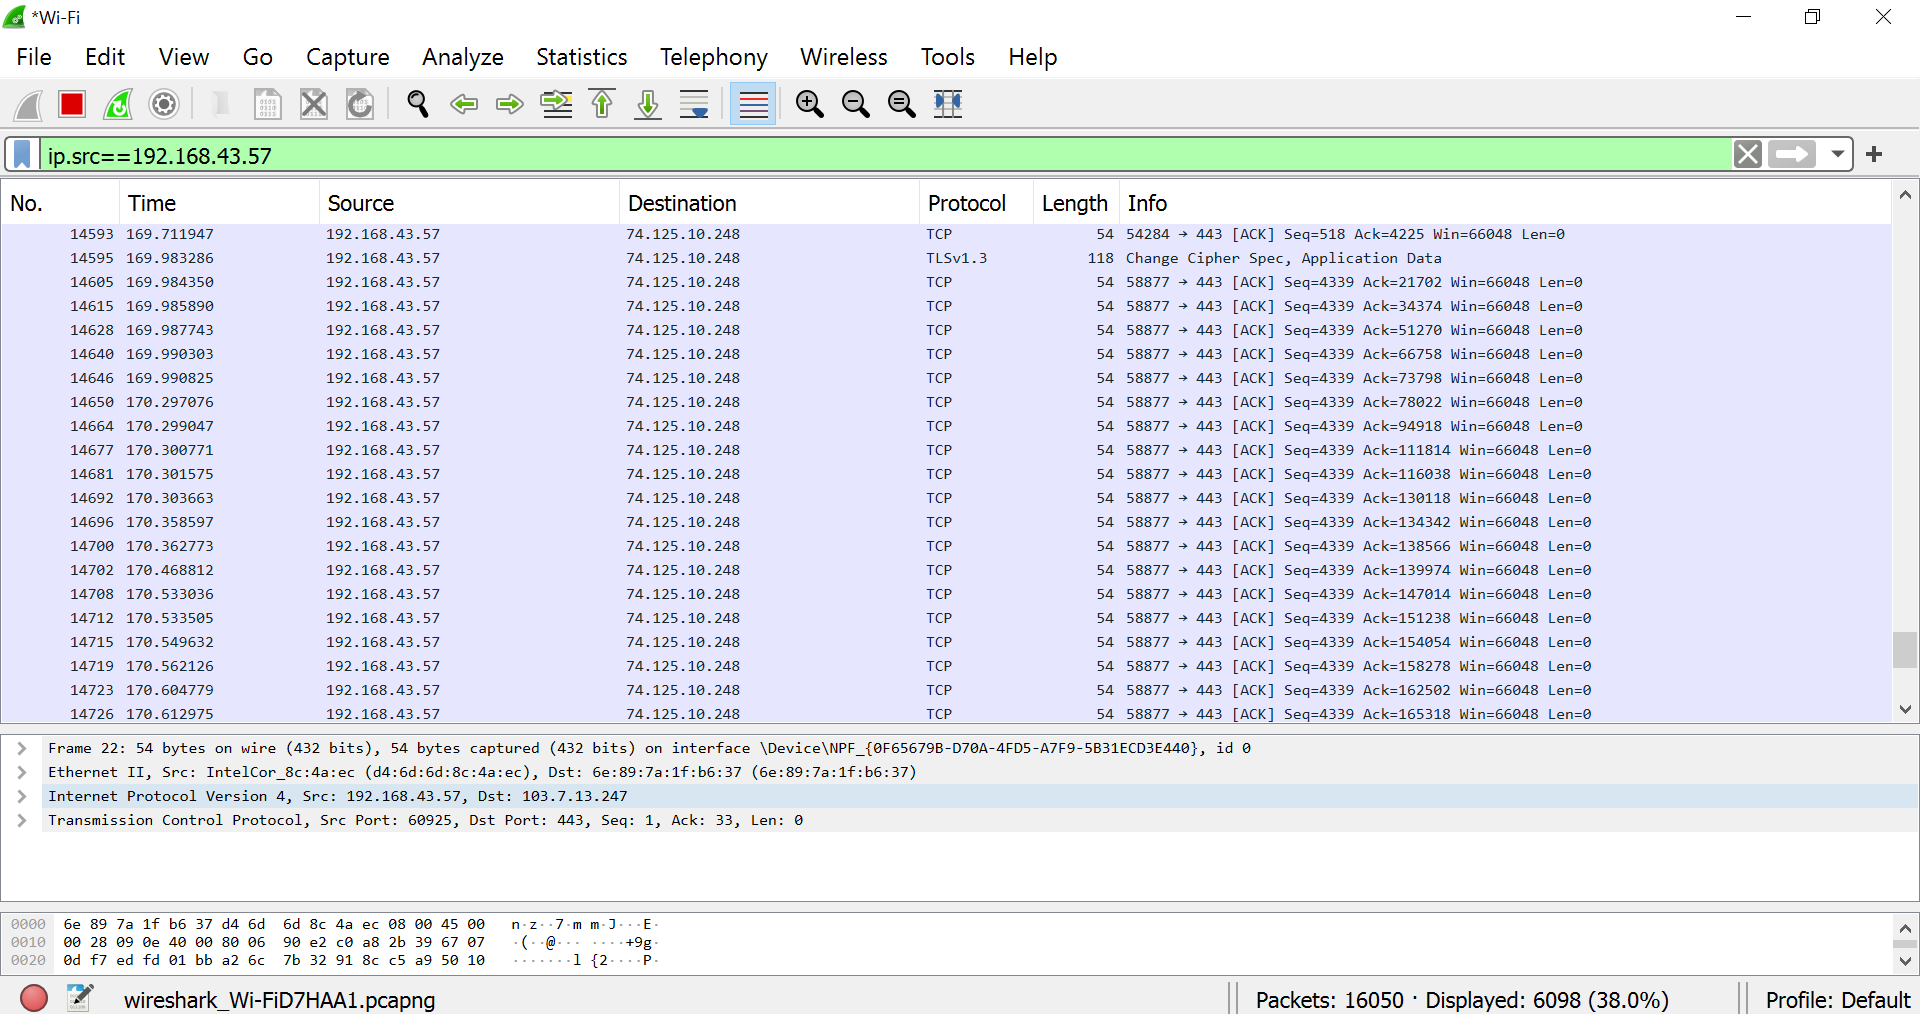 *Wi-Fi
File Edit View Go Capture Analyze Statistics Telephony Wireless Tools Help
ip.src==192.168.43.57
No. Time Source Destination Protocol Length Info
14593 169.711947 192.168.43.57 74.125.10.248 TCP 54 54284 → 443 [ACK] Seq=518 Ack=4225 Win=66048 Len=0
14595 169.983286 192.168.43.57 74.125.10.248 TLSv1.3 118 Change Cipher Spec, Application Data
14605 169.984350 192.168.43.57 74.125.10.248 TCP 54 58877 → 443 [ACK] Seq=4339 Ack=21702 Win=66048 Len=0
14615 169.985890 192.168.43.57 74.125.10.248 TCP 54 58877 → 443 [ACK] Seq=4339 Ack=34374 Win=66048 Len=0
14628 169.987743 192.168.43.57 74.125.10.248 TCP 54 58877 → 443 [ACK] Seq=4339 Ack=51270 Win=66048 Len=0
14640 169.990303 192.168.43.57 74.125.10.248 TCP 54 58877 → 443 [ACK] Seq=4339 Ack=66758 Win=66048 Len=0
14646 169.990825 192.168.43.57 74.125.10.248 TCP 54 58877 → 443 [ACK] Seq=4339 Ack=73798 Win=66048 Len=0
14650 170.297076 192.168.43.57 74.125.10.248 TCP 54 58877 → 443 [ACK] Seq=4339 Ack=78022 Win=66048 Len=0
14664 170.299047 192.168.43.57 74.125.10.248 TCP 54 58877 → 443 [ACK] Seq=4339 Ack=94918 Win=66048 Len=0
14677 170.300771 192.168.43.57 74.125.10.248 TCP 54 58877 → 443 [ACK] Seq=4339 Ack=111814 Win=66048 Len=0
14681 170.301575 192.168.43.57 74.125.10.248 TCP 54 58877 → 443 [ACK] Seq=4339 Ack=116038 Win=66048 Len=0
14692 170.303663 192.168.43.57 74.125.10.248 TCP 54 58877 → 443 [ACK] Seq=4339 Ack=130118 Win=66048 Len=0
14696 170.358597 192.168.43.57 74.125.10.248 TCP 54 58877 → 443 [ACK] Seq=4339 Ack=134342 Win=66048 Len=0
14700 170.362773 192.168.43.57 74.125.10.248 TCP 54 58877 → 443 [ACK] Seq=4339 Ack=138566 Win=66048 Len=0
14702 170.468812 192.168.43.57 74.125.10.248 TCP 54 58877 → 443 [ACK] Seq=4339 Ack=139974 Win=66048 Len=0
14708 170.533036 192.168.43.57 74.125.10.248 TCP 54 58877 → 443 [ACK] Seq=4339 Ack=147014 Win=66048 Len=0
14712 170.533505 192.168.43.57 74.125.10.248 TCP 54 58877 → 443 [ACK] Seq=4339 Ack=151238 Win=66048 Len=0
14715 170.549632 192.168.43.57 74.125.10.248 TCP 54 58877 → 443 [ACK] Seq=4339 Ack=154054 Win=66048 Len=0
14719 170.562126 192.168.43.57 74.125.10.248 TCP 54 58877 → 443 [ACK] Seq=4339 Ack=158278 Win=66048 Len=0
14723 170.604779 192.168.43.57 74.125.10.248 TCP 54 58877 → 443 [ACK] Seq=4339 Ack=162502 Win=66048 Len=0
14726 170.612975 192.168.43.57 74.125.10.248 TCP 54 58877 → 443 [ACK] Seq=4339 Ack=165318 Win=66048 Len=0
Frame 22: 54 bytes on wire (432 bits), 54 bytes captured (432 bits) on interface \Device\NPF_{0F65679B-D70A-4FD5-A7F9-5B31ECD3E440}, id 0
Ethernet II, Src: IntelCor_8c:4a:ec (d4:6d:6d:8c:4a:ec), Dst: 6e:89:7a:1f:b6:37 (6e:89:7a:1f:b6:37)
Internet Protocol Version 4, Src: 192.168.43.57, Dst: 103.7.13.247
Transmission Control Protocol, Src Port: 60925, Dst Port: 443, Seq: 1, Ack: 33, Len: 0
0000 6e 89 7a 1f b6 37 d4 6d 6d 8c 4a ec 08 00 45 00 n·z··7·m m·J···E·
0010 00 28 09 0e 40 00 80 06 90 e2 c0 a8 2b 39 67 07 ·(··@··· ····+9g·
0020 0d f7 ed fd 01 bb a2 6c 7b 32 91 8c c5 a9 50 10 ·······l {2····P·
wireshark_Wi-FiD7HAA1.pcapng
Packets: 16050 · Displayed: 6098 (38.0%)
Profile: Default